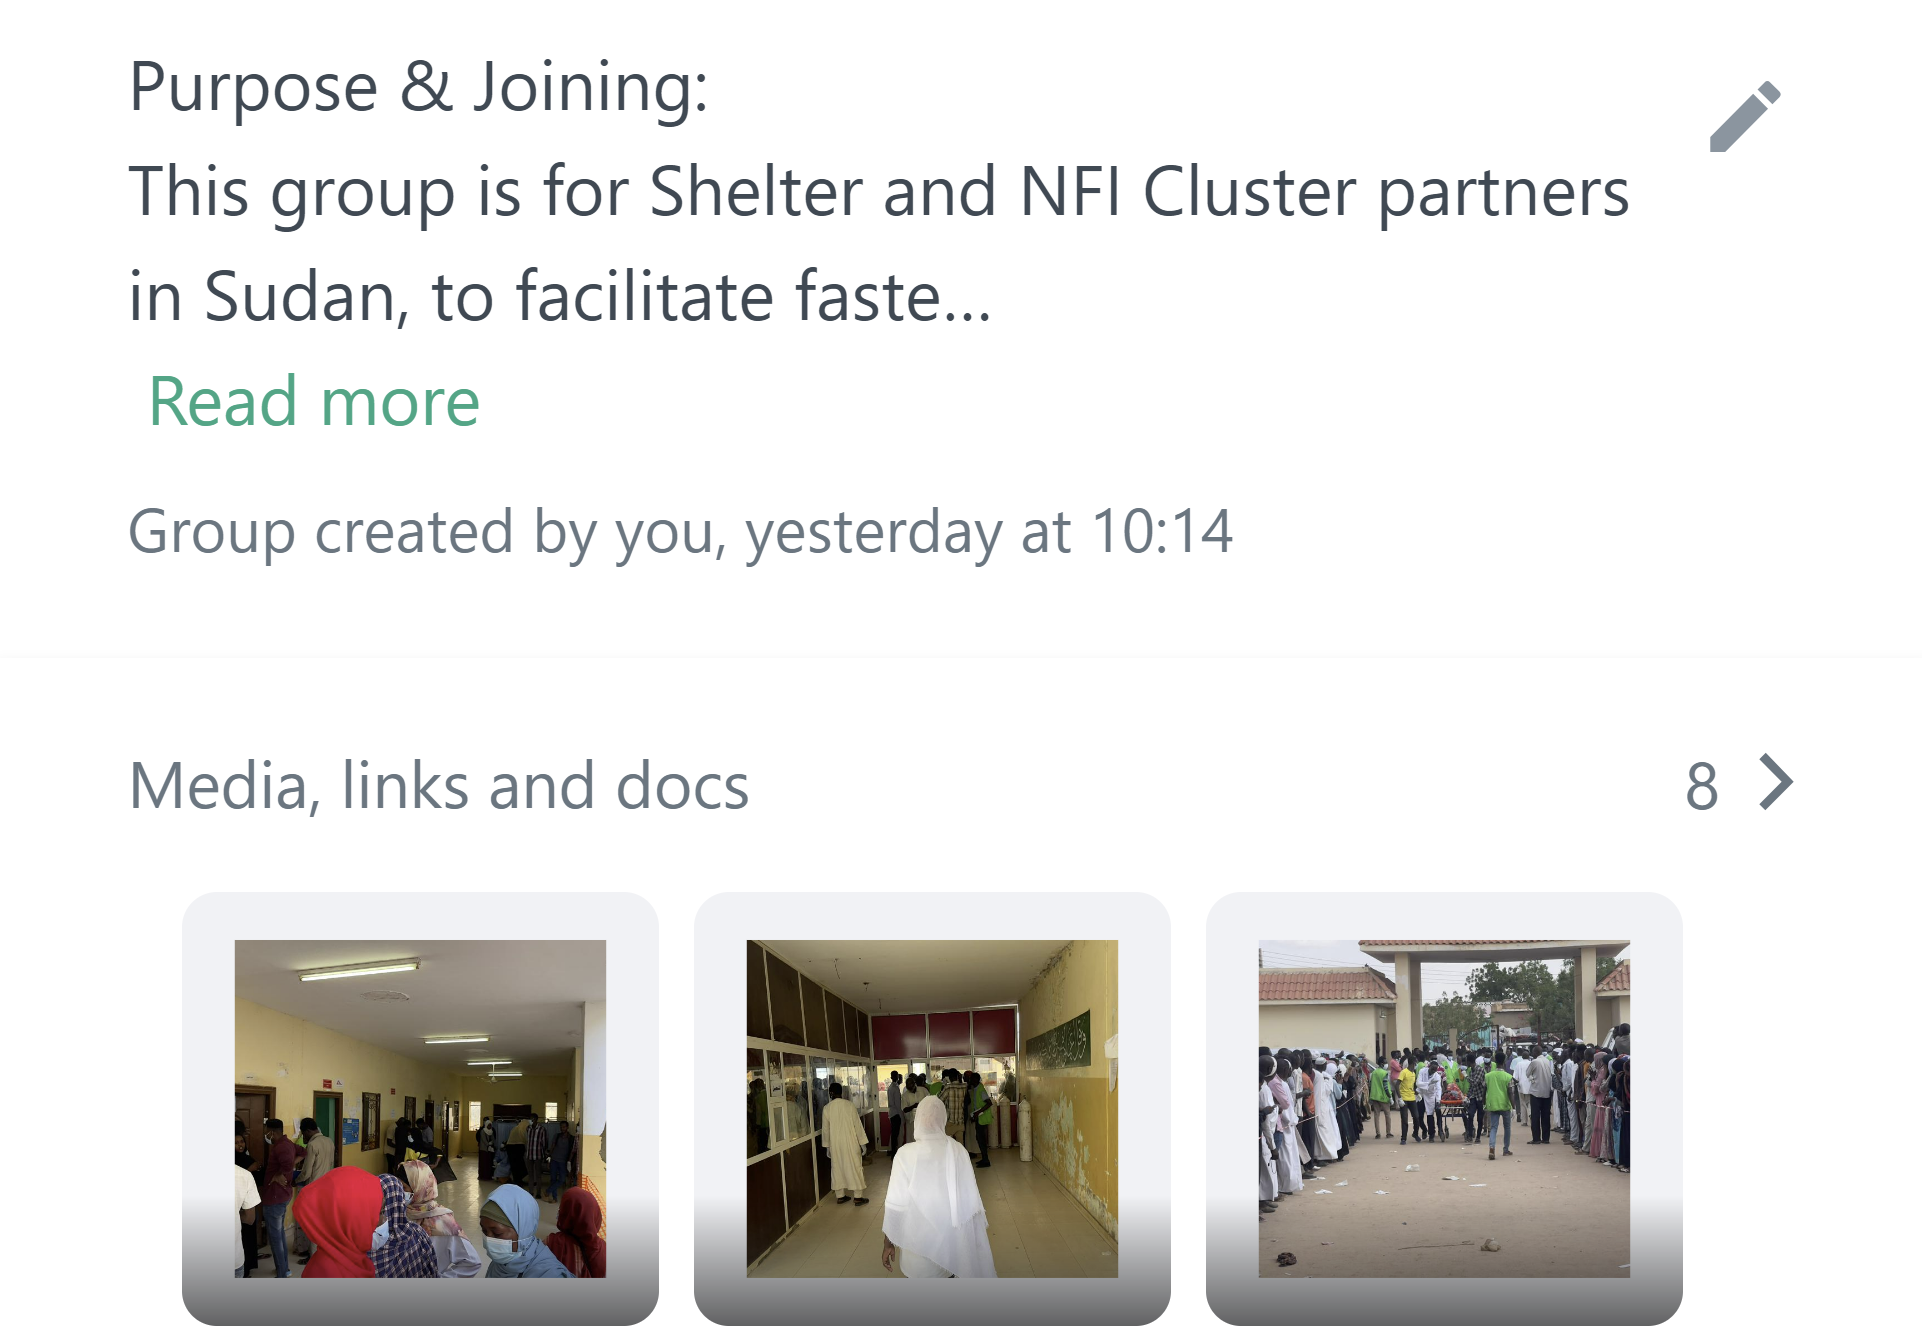 Purpose & Joining:
This group is for Shelter and NFI Cluster partners
in Sudan, to facilitate faste...
Read more
Group created by you, yesterday at 10:14
Media, links and docs
8